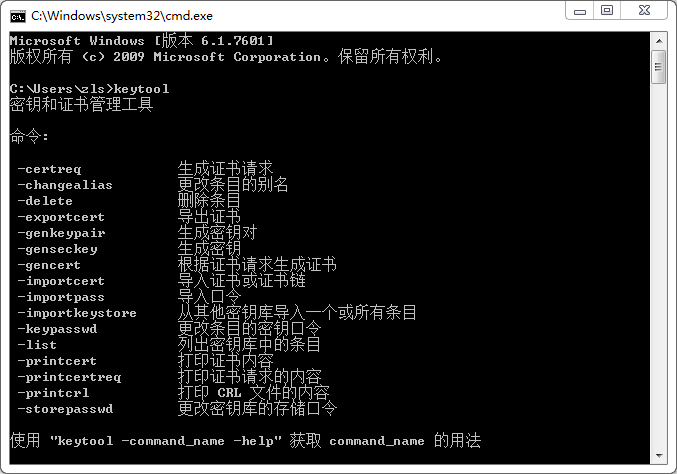 C:\Windows\system32\cmd.exe
Microsoft Windows [版本 6.1.7601]
版权所有 (c) 2009 Microsoft Corporation。保留所有权利。
C:\Users\zls>keytool
密钥和证书管理工具
命令:
-certreq 生成证书请求
-changealias 更改条目的别名
-delete 删除条目
-exportcert 导出证书
-genkeypair 生成密钥对
-genseckey 生成密钥
-gencert 根据证书请求生成证书
-importcert 导入证书或证书链
-importpass 导入口令
-importkeystore 从其他密钥库导入一个或所有条目
-keypasswd 更改条目的密钥口令
-list 列出密钥库中的条目
-printcert 打印证书内容
-printcertreq 打印证书请求的内容
-printcrl 打印 CRL 文件的内容
-storepasswd 更改密钥库的存储口令
使用 "keytool -command_name -help" 获取 command_name 的用法